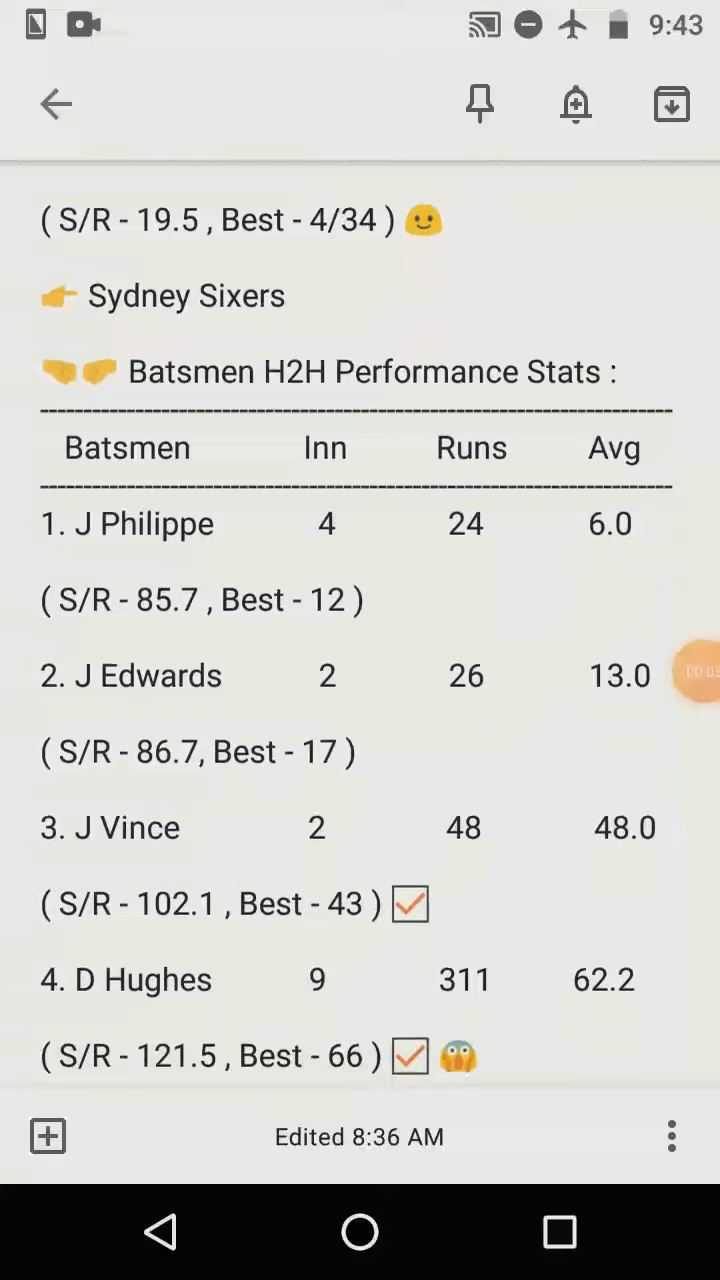 9:43
( S/R - 19.5 , Best - 4/34 ) 🙂
👉 Sydney Sixers
🤜🤛 Batsmen H2H Performance Stats :
------------------------------------------------------------
Batsmen Inn Runs Avg
------------------------------------------------------------
1. J Philippe 4 24 6.0
( S/R - 85.7 , Best - 12 )
2. J Edwards 2 26 13.0
( S/R - 86.7, Best - 17 )
3. J Vince 2 48 48.0
( S/R - 102.1 , Best - 43 ) ☑
4. D Hughes 9 311 62.2
( S/R - 121.5 , Best - 66 ) ☑ 😱
Edited 8:36 AM